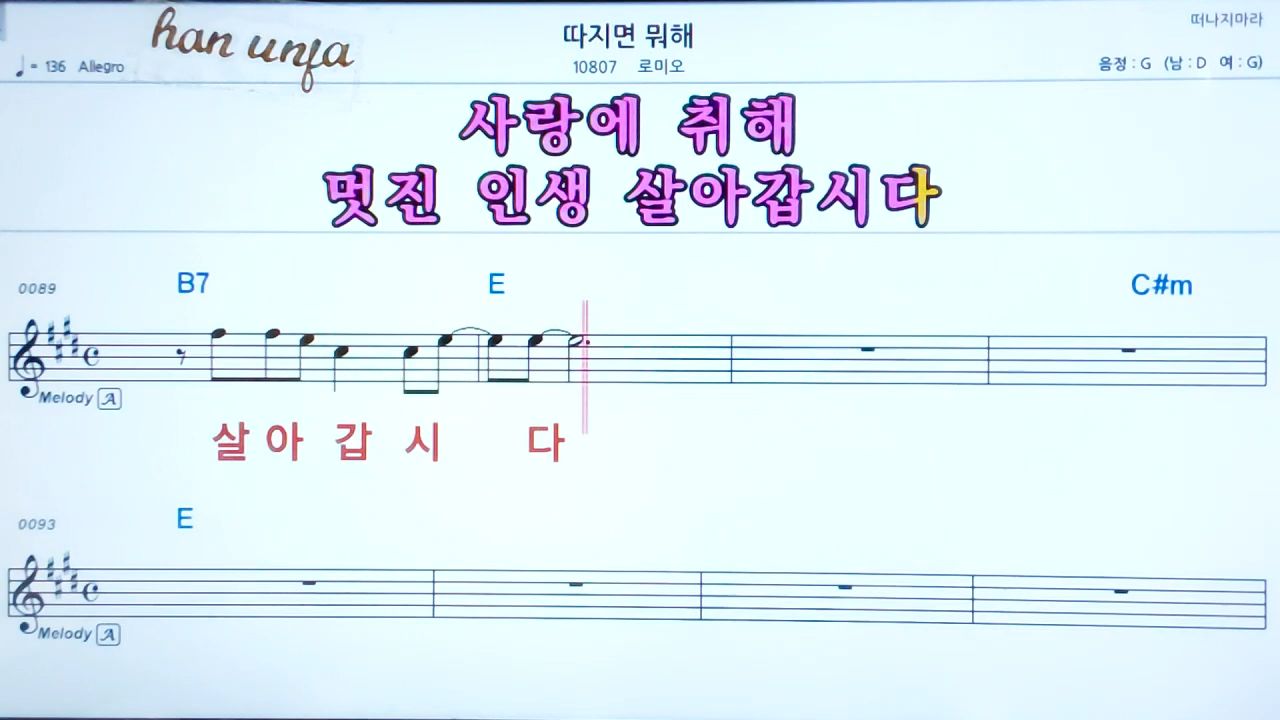 han unfa
따지면 뭐해
떠나지마라
♩= 136 Allegro
10807 로미오
음정 : G (남 : D 여 : G)
사랑에 취해
멋진 인생 살아갑시다
0089
B7 E C#m
Melody A
살 아 갑 시 다
0093
E
Melody A